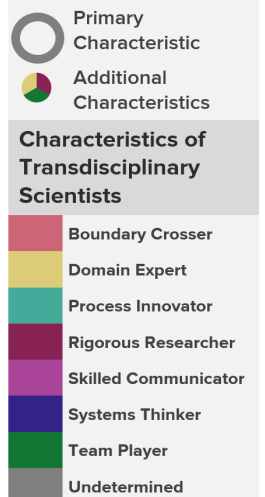 Primary
Characteristic
Additional
Characteristics
Characteristics of
Transdisciplinary
Scientists
Boundary Crosser
Domain Expert
Process Innovator
Rigorous Researcher
Skilled Communicator
Systems Thinker
Team Player
Undetermined